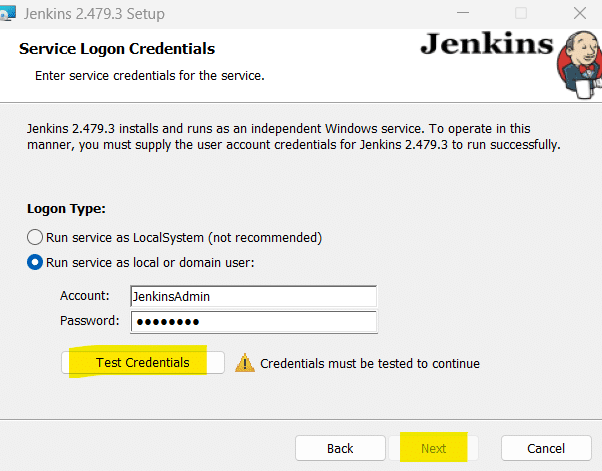 Jenkins 2.479.3 Setup
Service Logon Credentials
Enter service credentials for the service.
Jenkins
Jenkins 2.479.3 installs and runs as an independent Windows service. To operate in this
manner, you must supply the user account credentials for Jenkins 2.479.3 to run successfully.
Logon Type:
Run service as LocalSystem (not recommended)
Run service as local or domain user:
Account: JenkinsAdmin
Password: ●●●●●●●●
Test Credentials Credentials must be tested to continue
Back Next Cancel